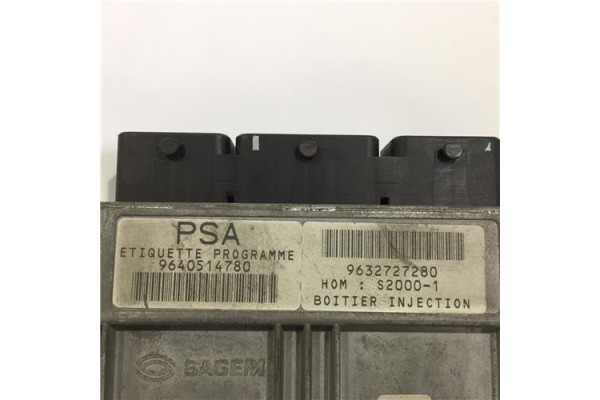 PSA
ETIQUETTE PROGRAMME
9640514780
9632727280
HOM : S2000-1
BOITIER INJECTION
SAGEM